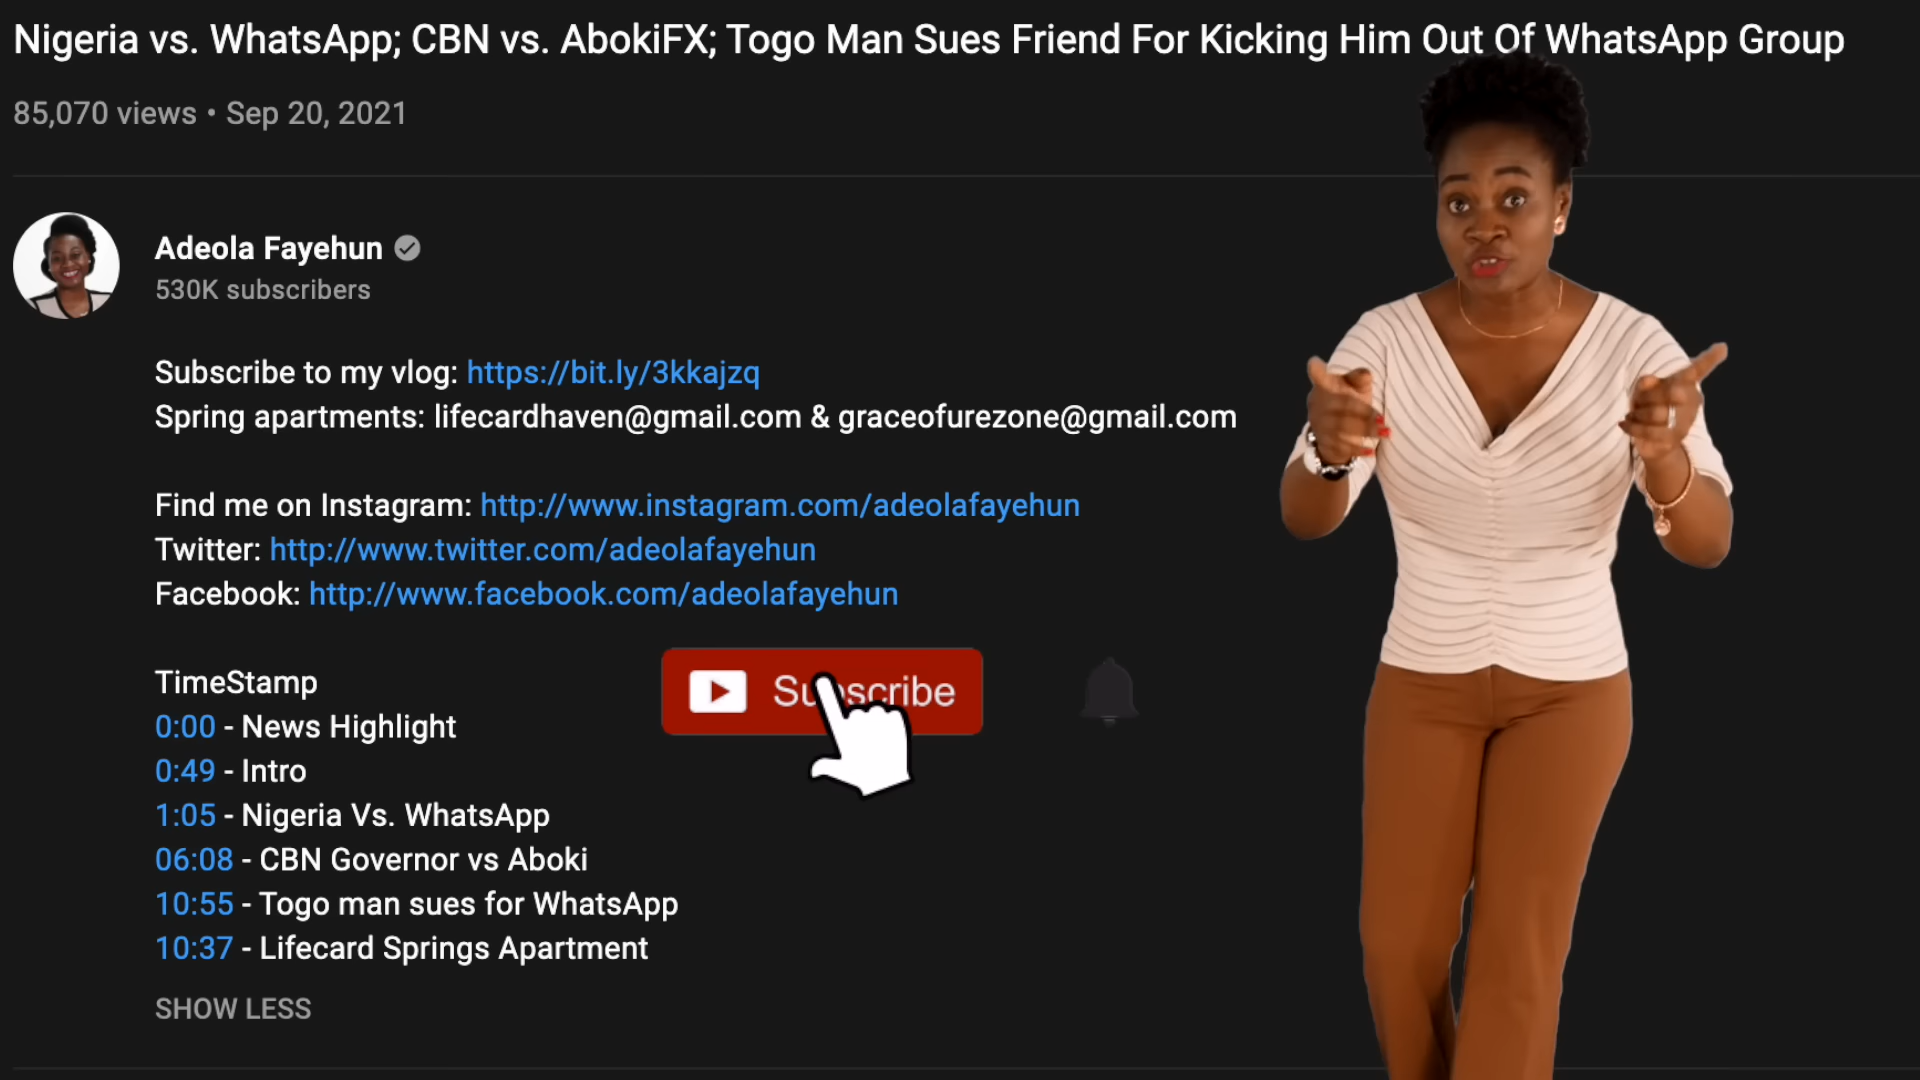 Nigeria vs. WhatsApp; CBN vs. AbokiFX; Togo Man Sues Friend For Kicking Him Out Of WhatsApp Group
85,070 views • Sep 20, 2021
Adeola Fayehun
530K subscribers
Subscribe to my vlog: https://bit.ly/3kkajzq
Spring apartments: lifecardhaven@gmail.com & graceofurezone@gmail.com
Find me on Instagram: http://www.instagram.com/adeolafayehun
Twitter: http://www.twitter.com/adeolafayehun
Facebook: http://www.facebook.com/adeolafayehun
Subscribe
TimeStamp
0:00 - News Highlight
0:49 - Intro
1:05 - Nigeria Vs. WhatsApp
06:08 - CBN Governor vs Aboki
10:55 - Togo man sues for WhatsApp
10:37 - Lifecard Springs Apartment
SHOW LESS